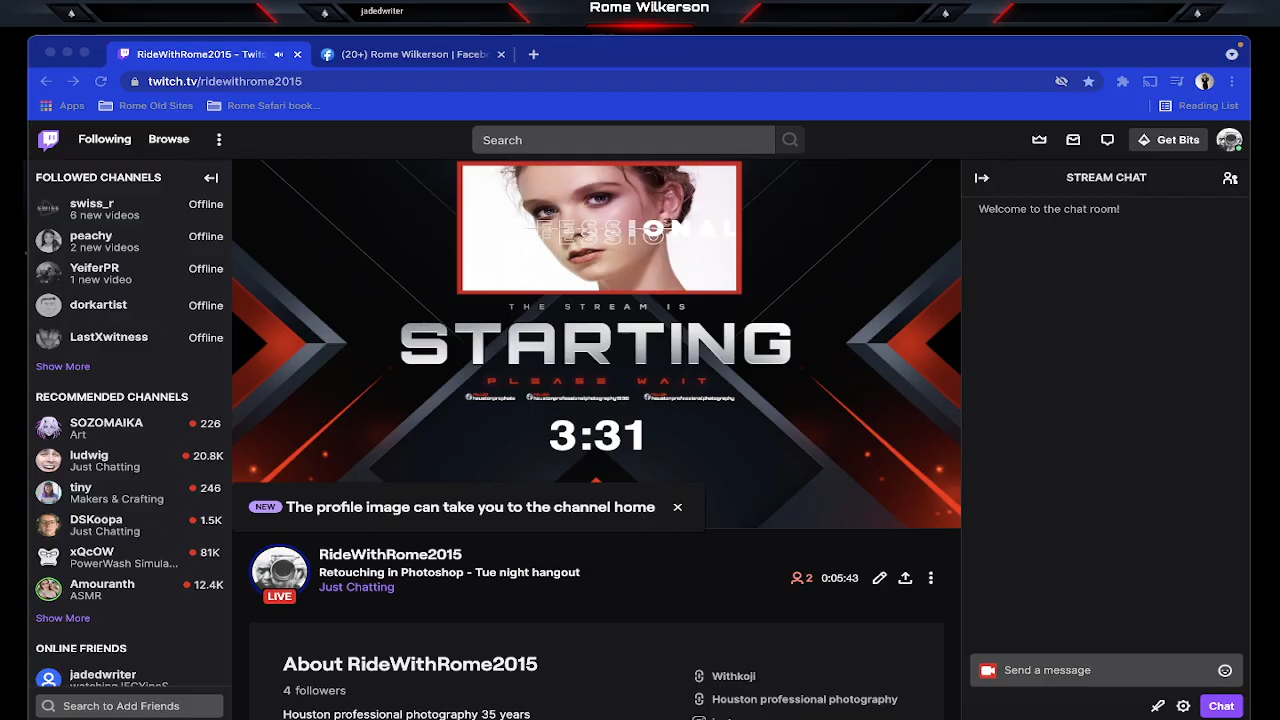 jadedwriter
Rome Wilkerson
RideWithRome2015 - Twitc
(20+) Rome Wilkerson | Facebo
twitch.tv/ridewithrome2015
Apps
Rome Old Sites
Rome Safari book...
Reading List
Following
Browse
Search
Get Bits
FOLLOWED CHANNELS
swiss_r
6 new videos
Offline
peachy
2 new videos
Offline
YeiferPR
1 new video
Offline
dorkartist
Offline
LastXwitness
Offline
Show More
RECOMMENDED CHANNELS
SOZOMAIKA
Art
226
ludwig
Just Chatting
20.8K
tiny
Makers & Crafting
246
DSKoopa
Just Chatting
1.5K
xQcOW
PowerWash Simula...
81K
Amouranth
ASMR
12.4K
Show More
ONLINE FRIENDS
jadedwriter
Search to Add Friends
THE STREAM IS
STARTING
PLEASE WAIT
houstonprophoto
houstonprofessionalphotography
3:31
NEW
The profile image can take you to the channel home
RideWithRome2015
Retouching in Photoshop - Tue night hangout
Just Chatting
LIVE
2
0:05:43
About RideWithRome2015
4 followers
Houston professional photography 35 years
Withkoji
Houston professional photography
STREAM CHAT
Welcome to the chat room!
Send a message
Chat